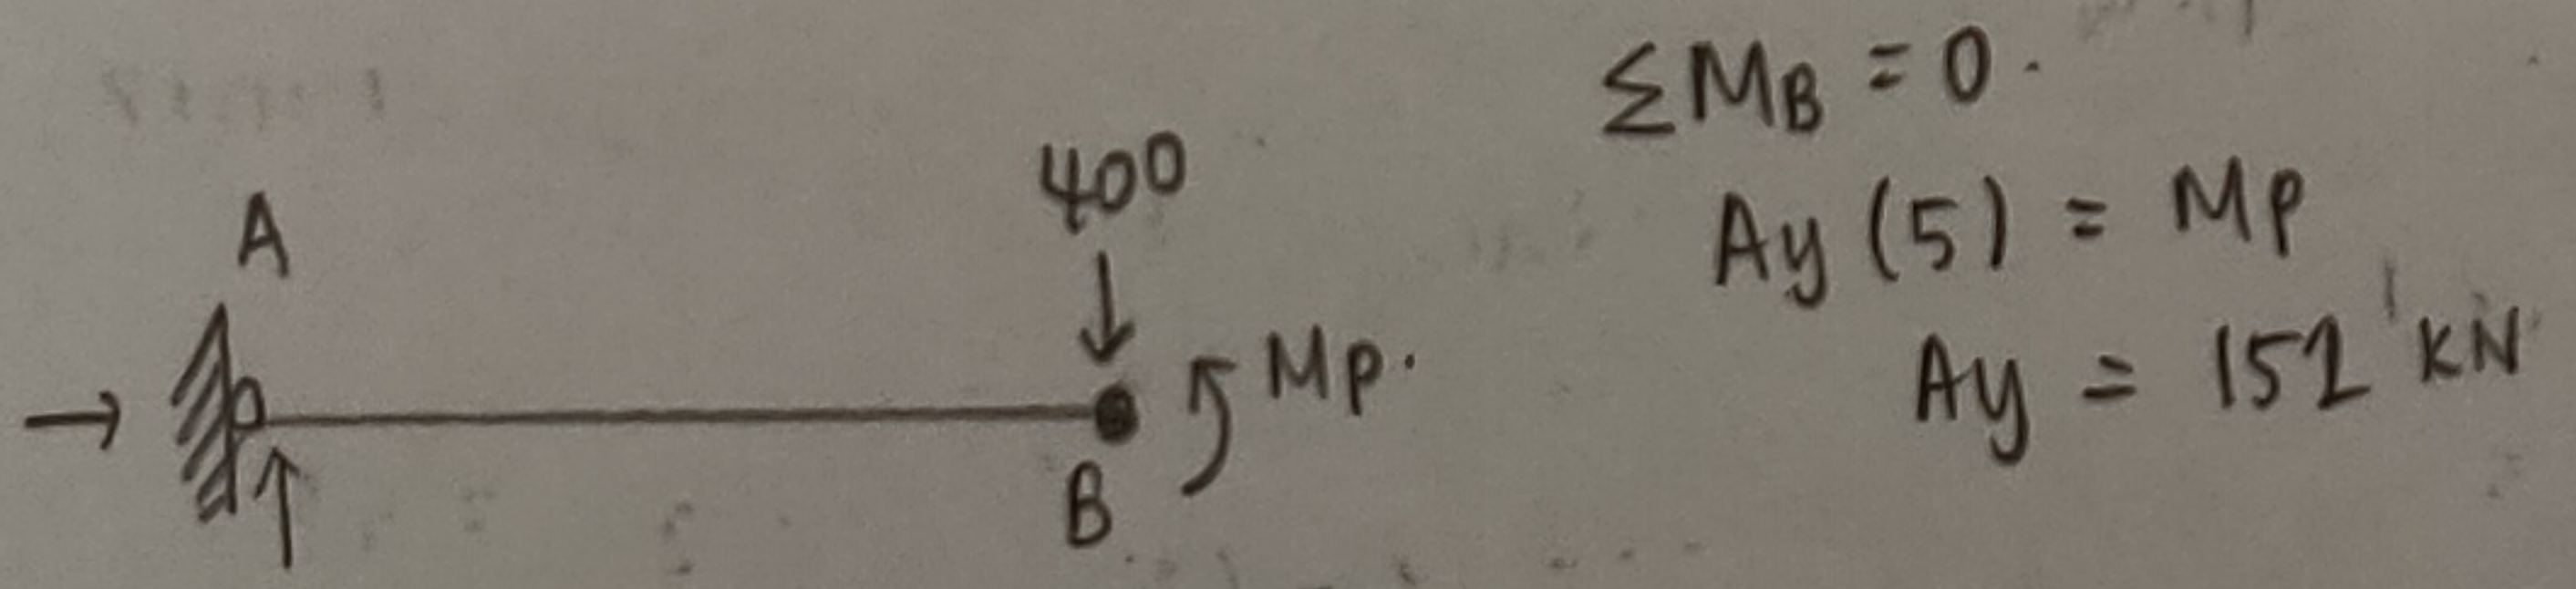 ΣMB = 0.
400
A
Ay (5) = Mp
Mp.
Ay = 152 kN
B